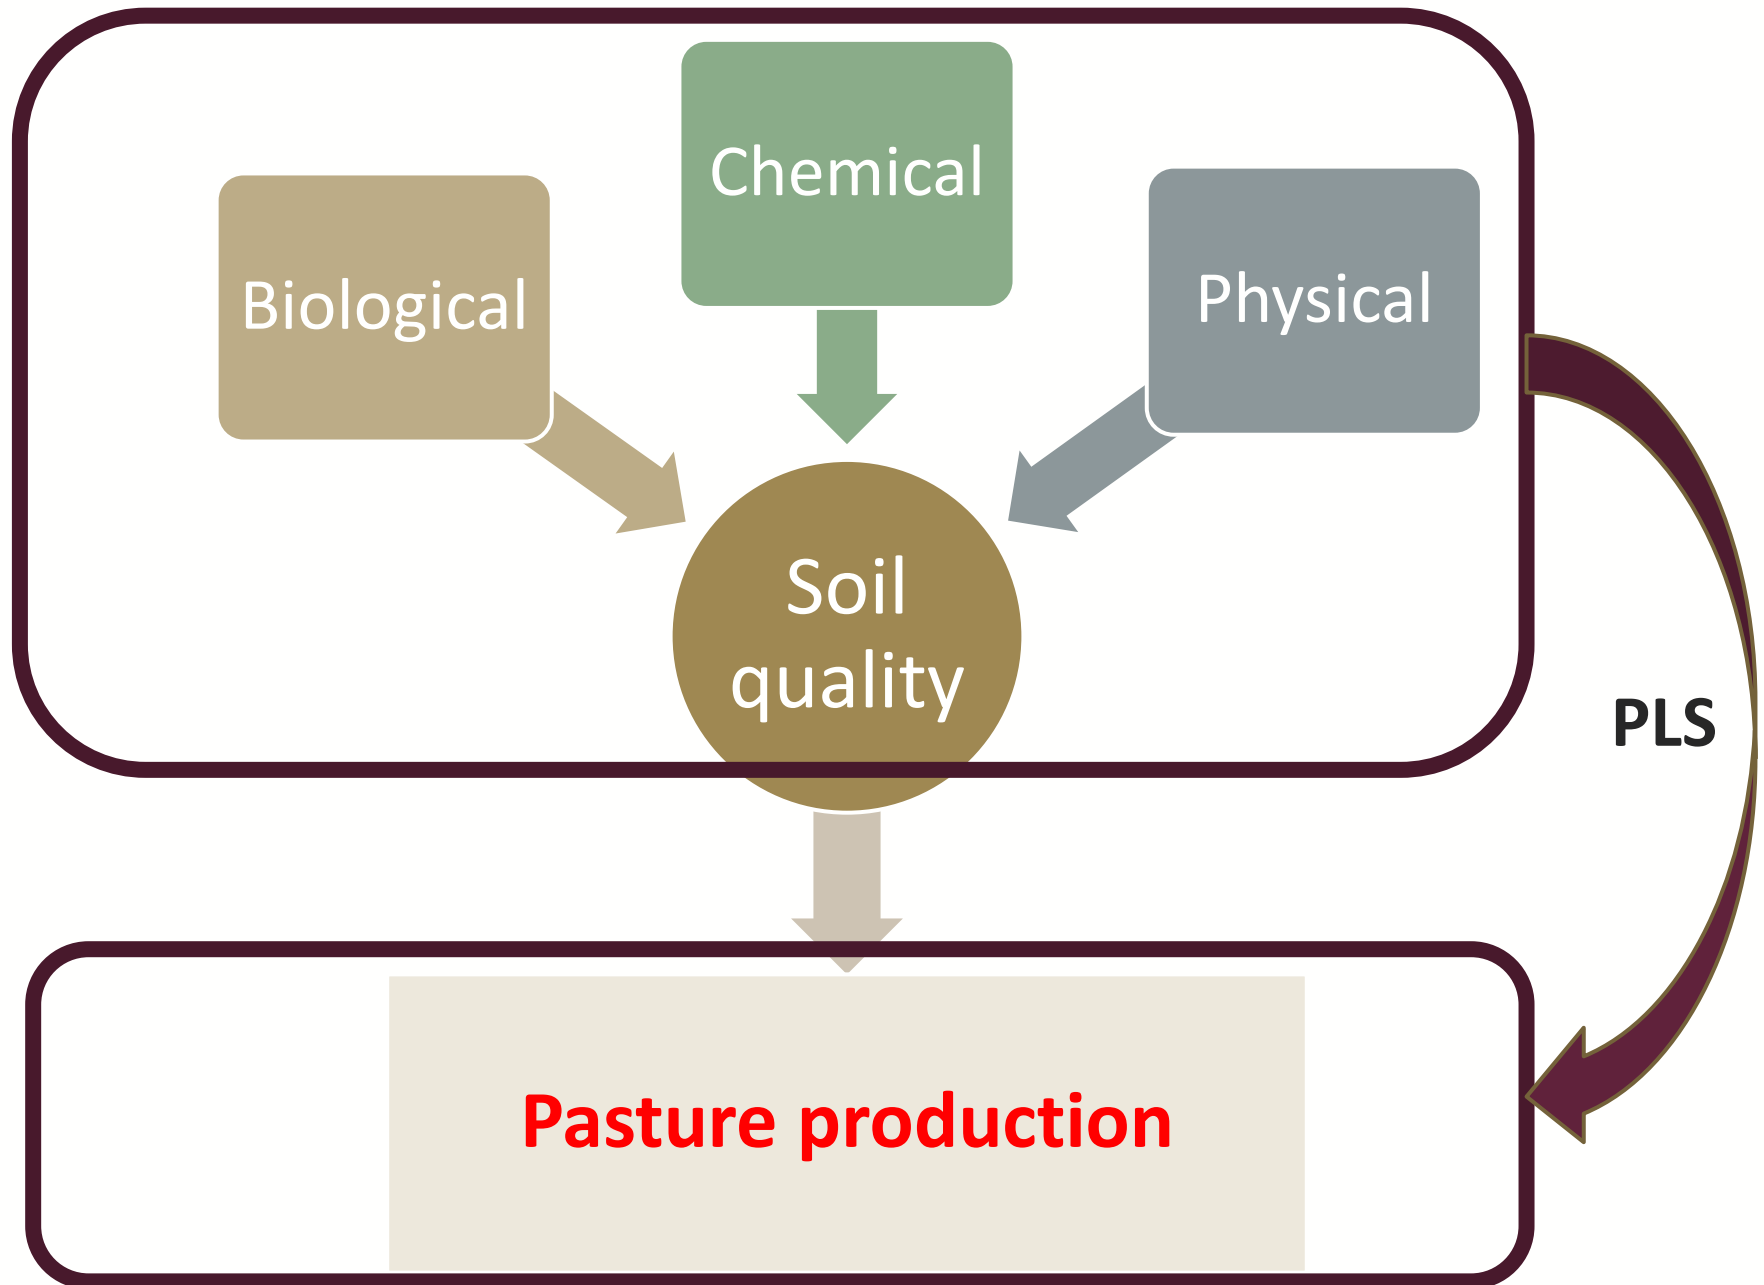 Chemical
Biological
Physical
Soil
quality
PLS
Pasture production